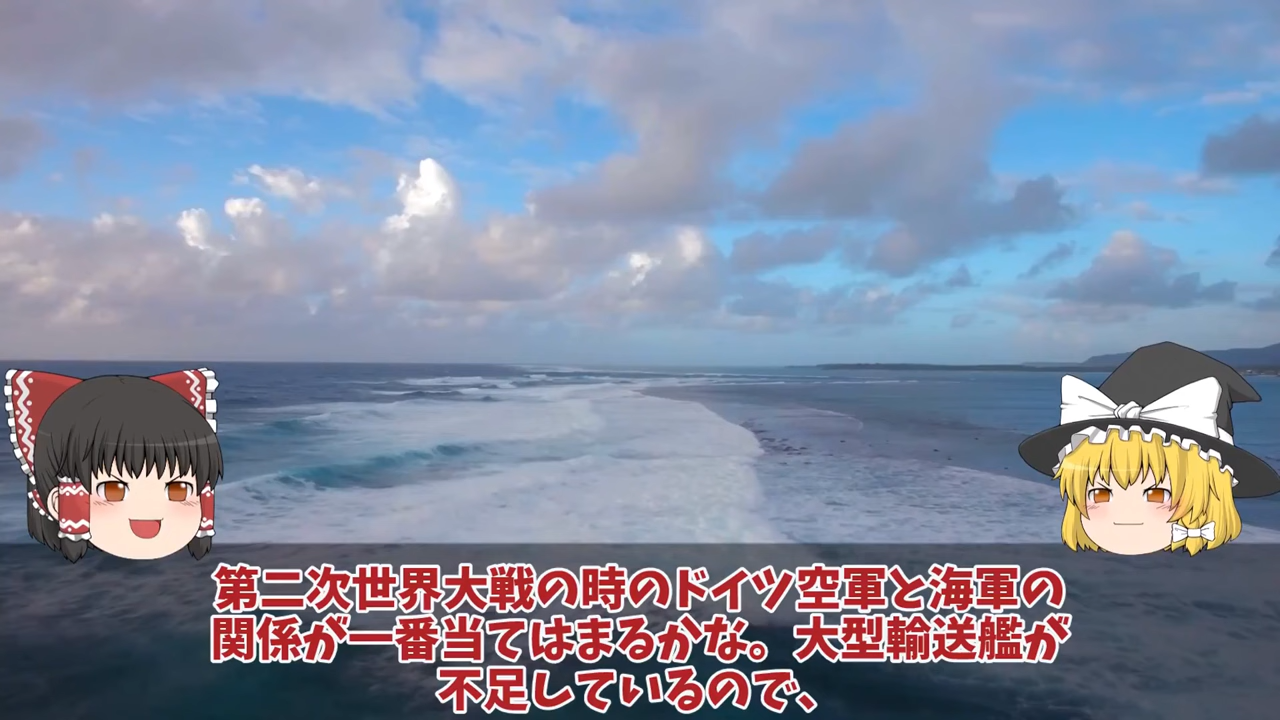 第二次世界大戦の時のドイツ空軍と海軍の
関係が一番当てはまるかな。大型輸送艦が
不足しているので、